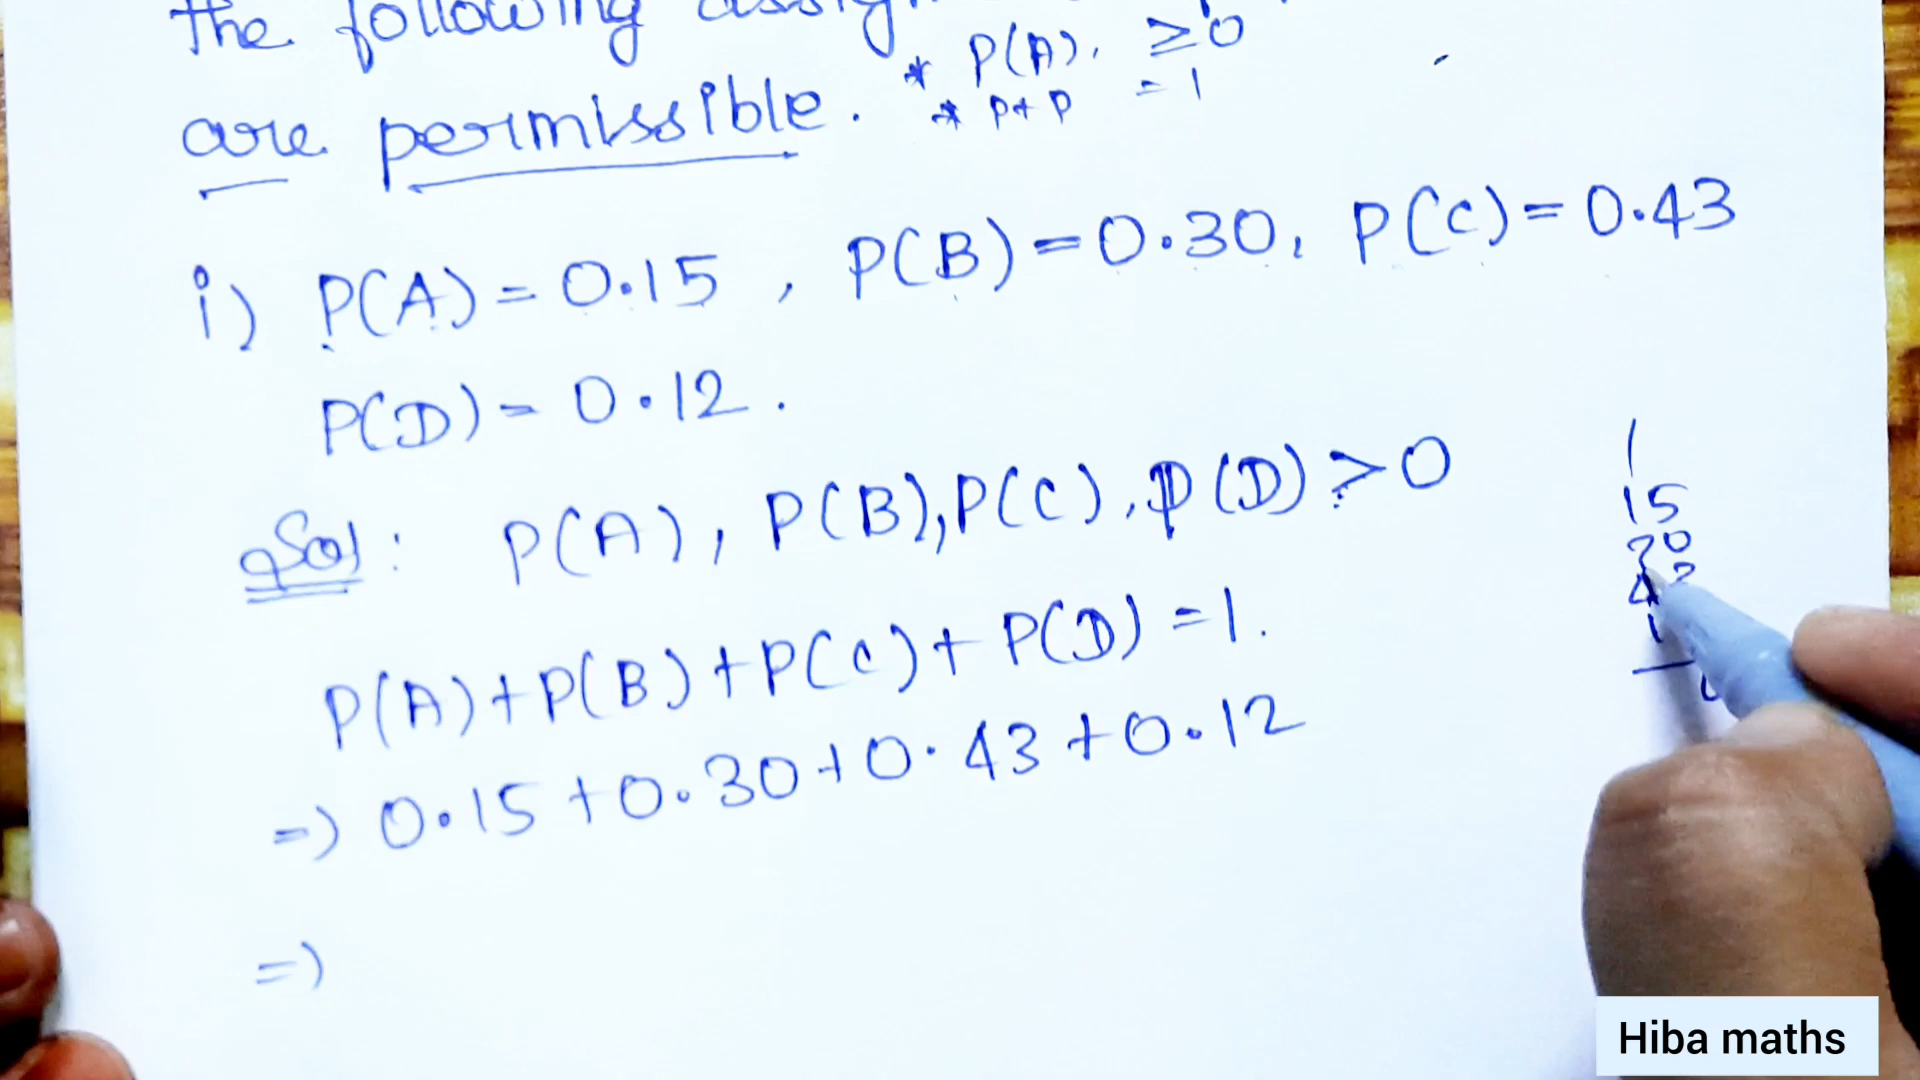 the following
are permissible. * P(A), ≥0
* P+P = 1
i) P(A) = 0.15 , P(B) = 0.30, P(C) = 0.43
P(D) = 0.12 .
Sol : P(A), P(B), P(C), P(D) > 0
P(A)+P(B)+P(C)+P(D) = 1.
=> 0.15+0.30+0.43+0.12
=>
1
15
30
4
1
Hiba maths